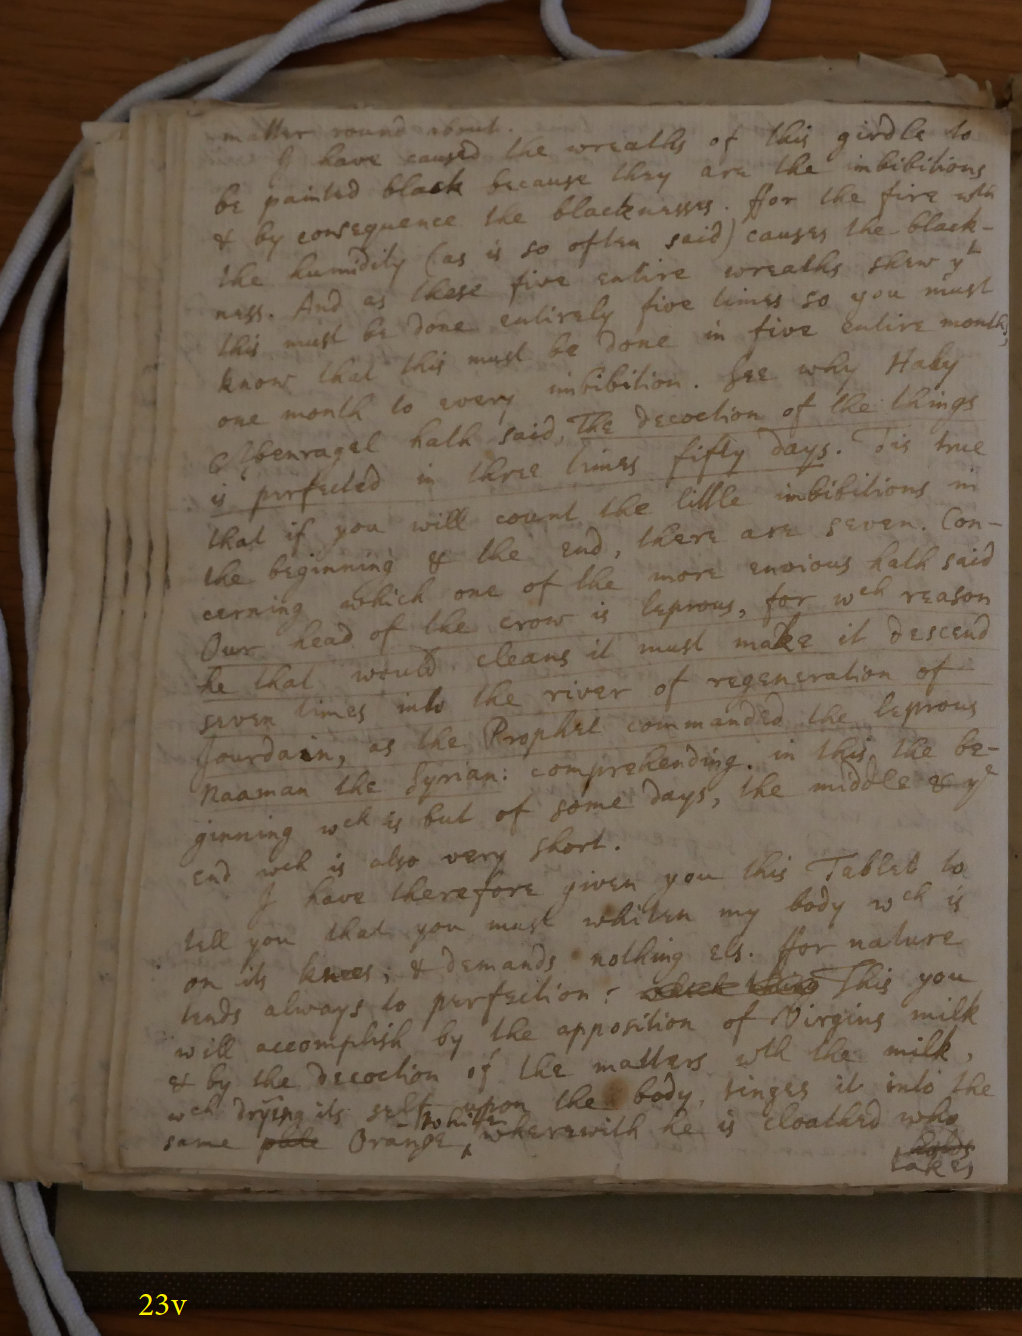 matter round about.
I have caused the wreaths of this girdle to
be painted black because they are the imbibitions
& by consequence the blacknesses. ffor the fire wth
the humidity (as is so often said) causes the black-
ness. And as these five entire wreaths shew yt
this must be done entirely five times so you must
know that this must be done in five entire months,
one month to every imbibition. See why Haly
Abenragel hath said, The decoction of the things
is perfected in three times fifty days. Tis true
that if you will count the little imbibitions in
the beginning & the end, there are seven. Con-
cerning which one of the more envious hath said
Our head of the crow is leprous, for wch reason
he that would cleans it must make it descend
seven times into the river of regeneration of
Jourdain, as the Prophet commanded the leprous
Naaman the Syrian: comprehending in this the be-
ginning wch is but of some days, the middle & ye
end wch is also very short.
I have therefore given you this Tablet to
tell you that you must whiten my body wch is
on its knees, & demands nothing els. ffor nature
tends always to perfection: This you
will accomplish by the apposition of Virgins milk
& by the decoction of the matters wth the milk,
wch drying its self upon the body, tinges it into the
same pale Orange, whitish wherewith he is cloathed who
holds
takes
23v